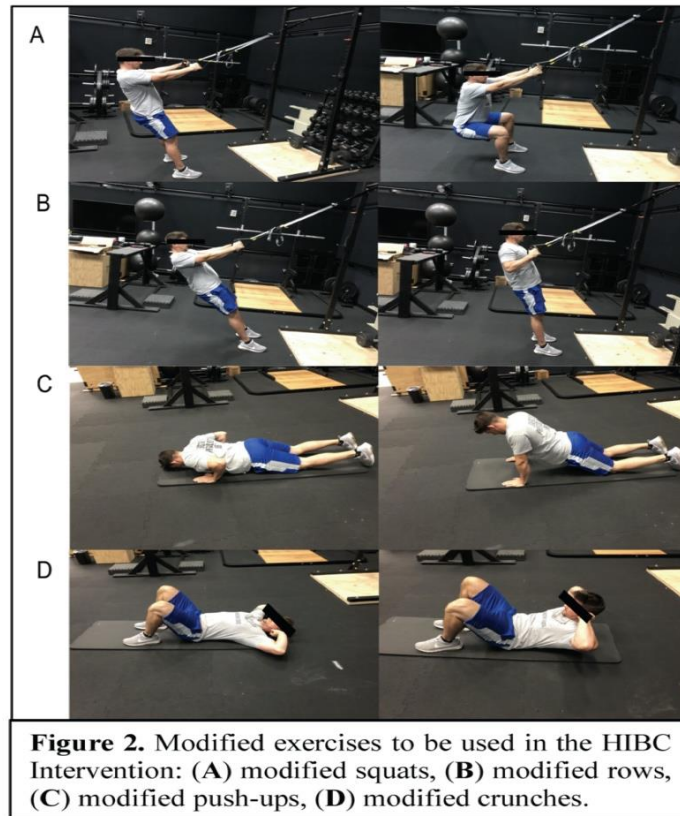 A
B
C
D
Figure 2. Modified exercises to be used in the HIBC
Intervention: (A) modified squats, (B) modified rows,
(C) modified push-ups, (D) modified crunches.